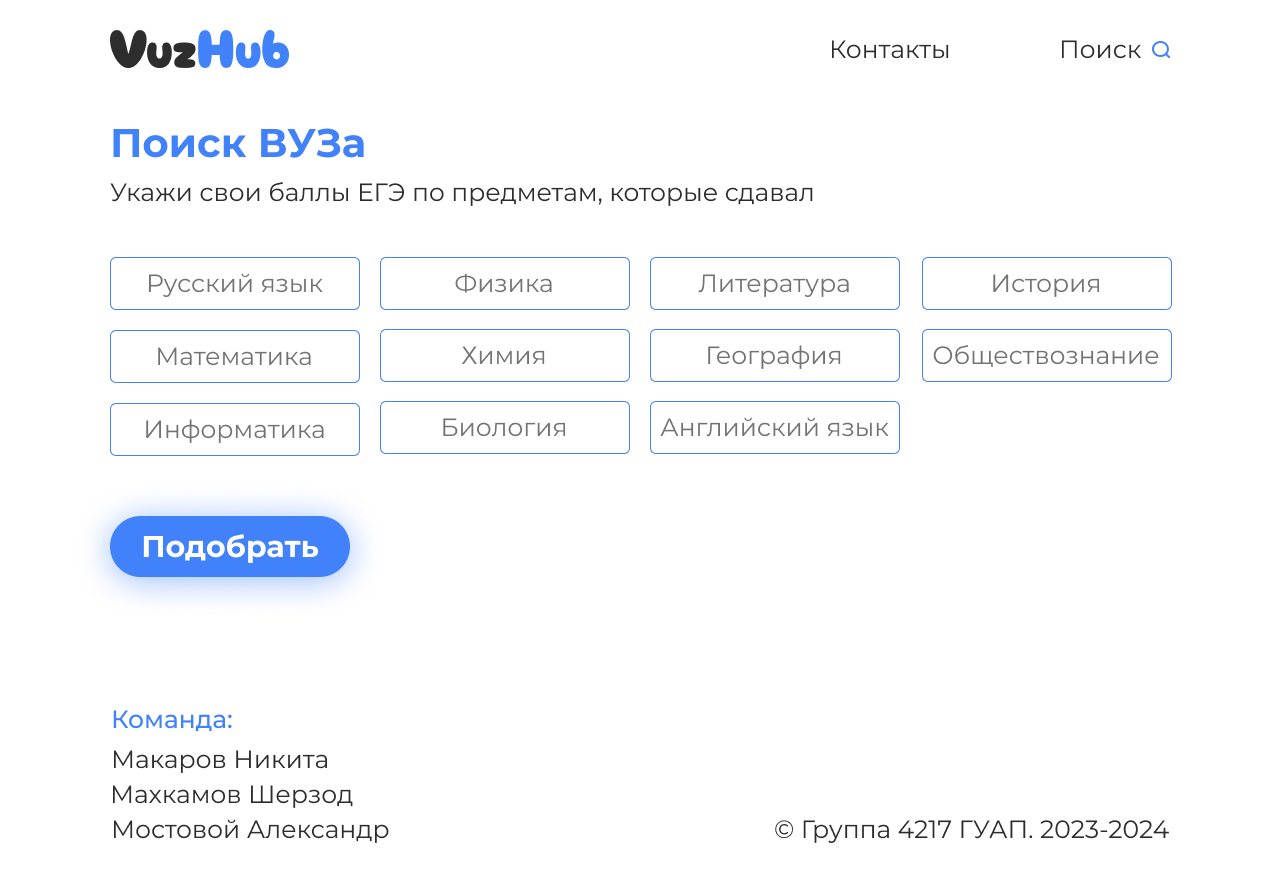 VuzHub
Контакты
Поиск
Поиск ВУЗа
Укажи свои баллы ЕГЭ по предметам, которые сдавал
Русский язык
Физика
Литература
История
Математика
Химия
География
Обществознание
Информатика
Биология
Английский язык
Подобрать
Команда:
Макаров Никита
Махкамов Шерзод
Мостовой Александр
© Группа 4217 ГУАП. 2023-2024